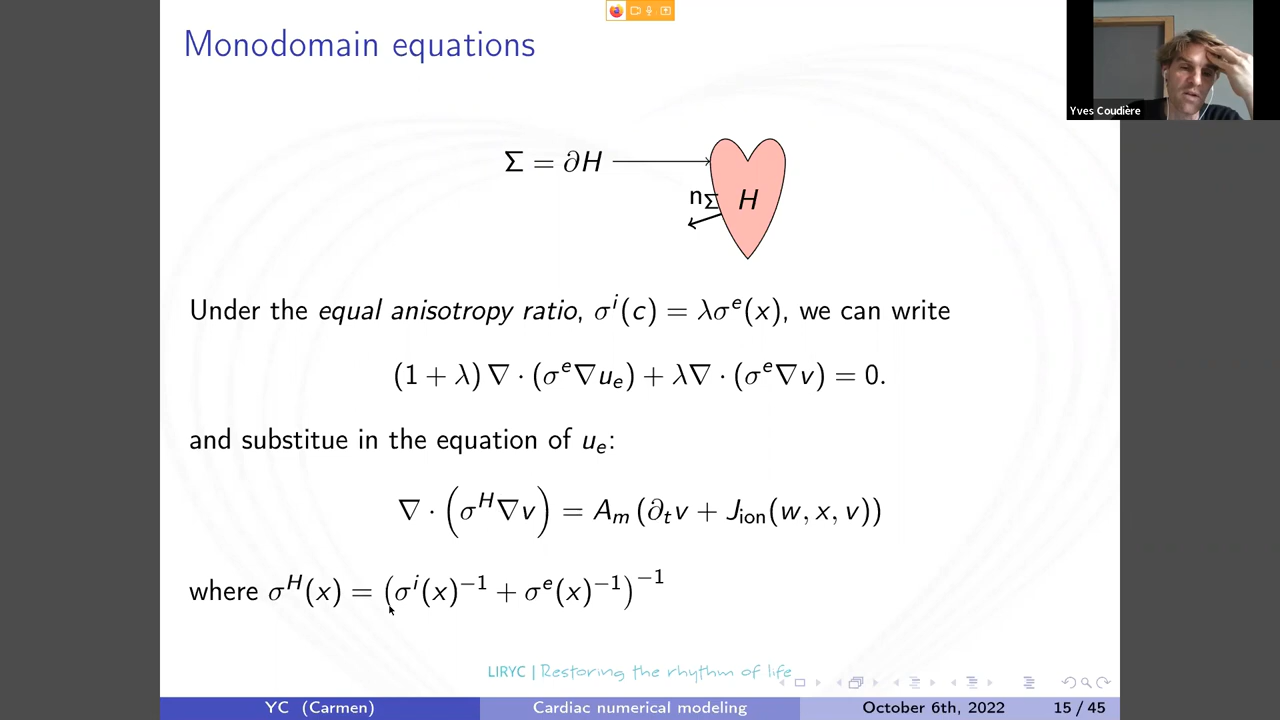 Monodomain equations
Yves Coudière
Σ = ∂H
n_Σ
H
Under the equal anisotropy ratio, σ^i(c) = λσ^e(x), we can write
(1 + λ) ∇ · (σ^e∇u_e) + λ∇ · (σ^e∇v) = 0.
and substitue in the equation of u_e:
∇ · (σ^H∇v) = A_m (∂_t v + J_ion(w, x, v))
where σ^H(x) = (σ^i(x)^−1 + σ^e(x)^−1)^−1
LIRYC | Restoring the rhythm of life
YC (Carmen) Cardiac numerical modeling October 6th, 2022 15 / 45